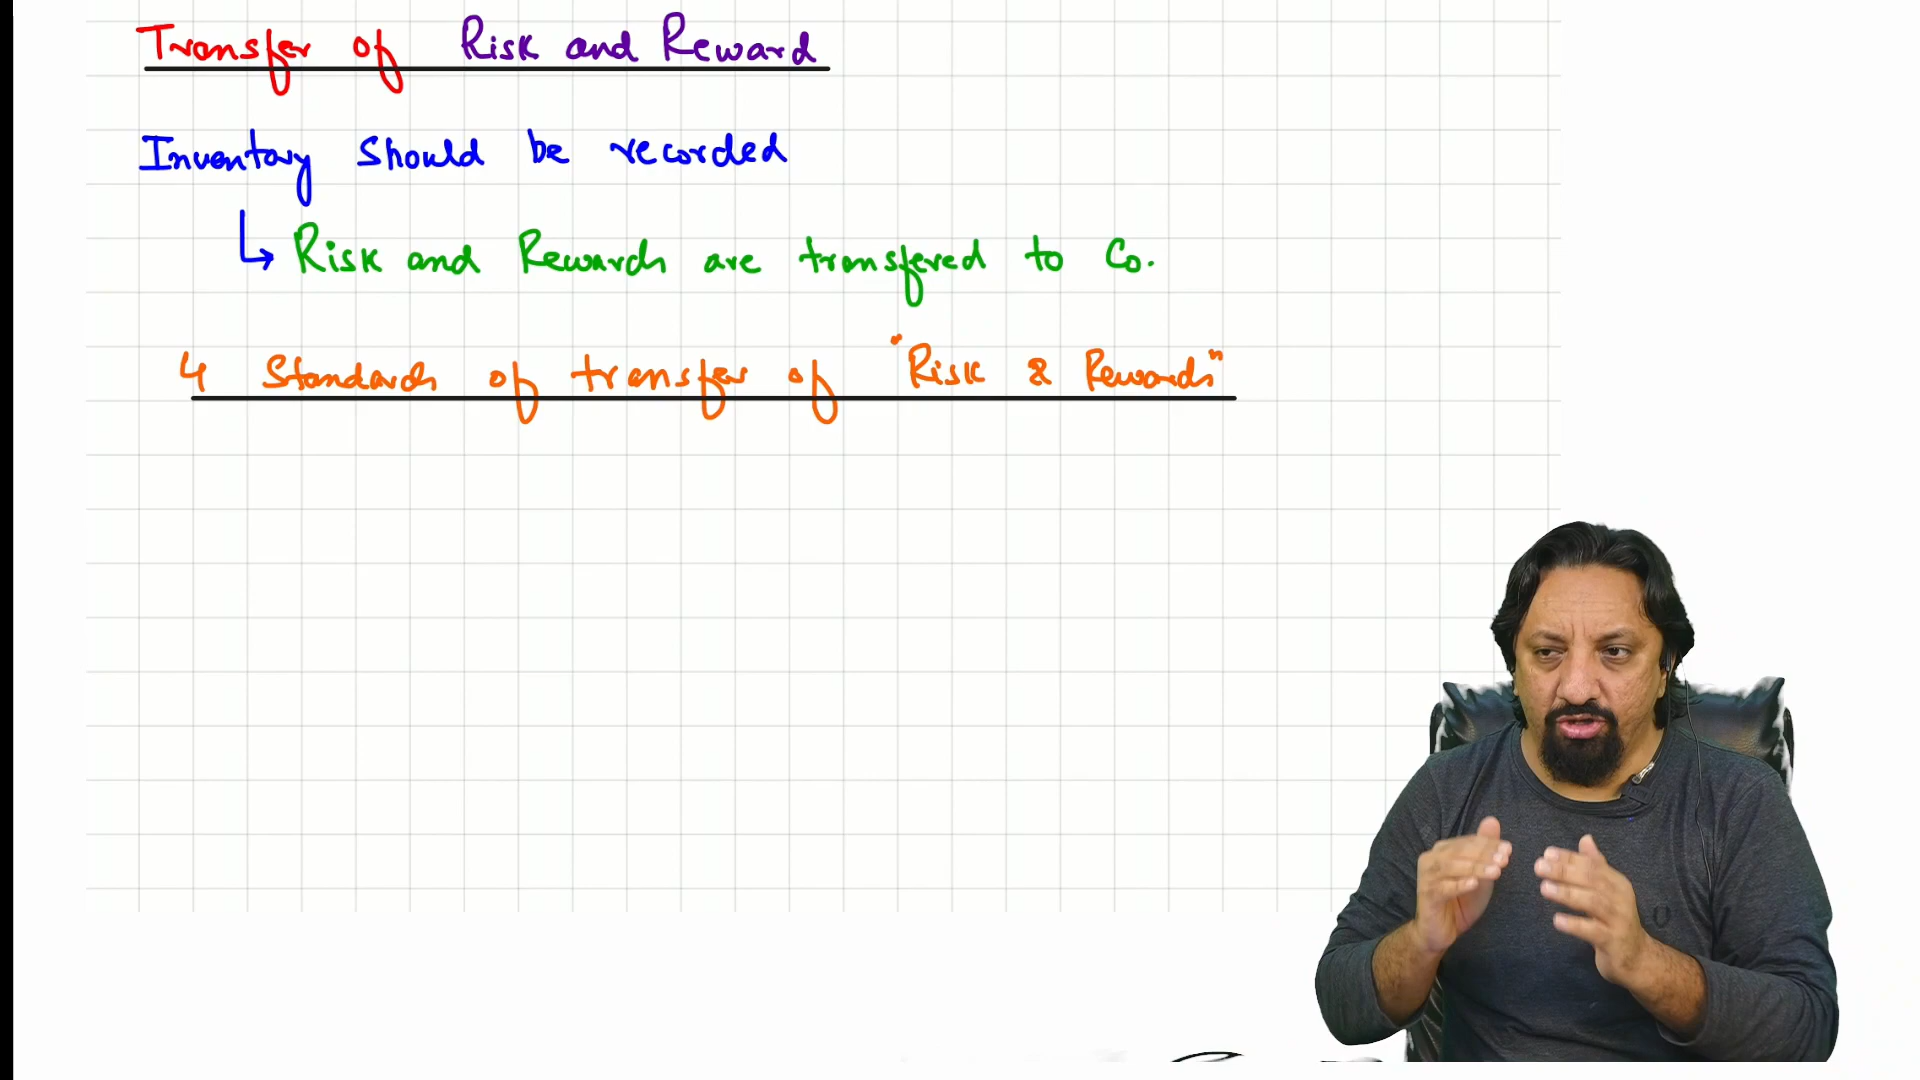 Transfer of Risk and Reward
Inventory Should be recorded
Risk and Rewards are transfered to Co.
4 Standards of transfer of "Risk & Rewards"